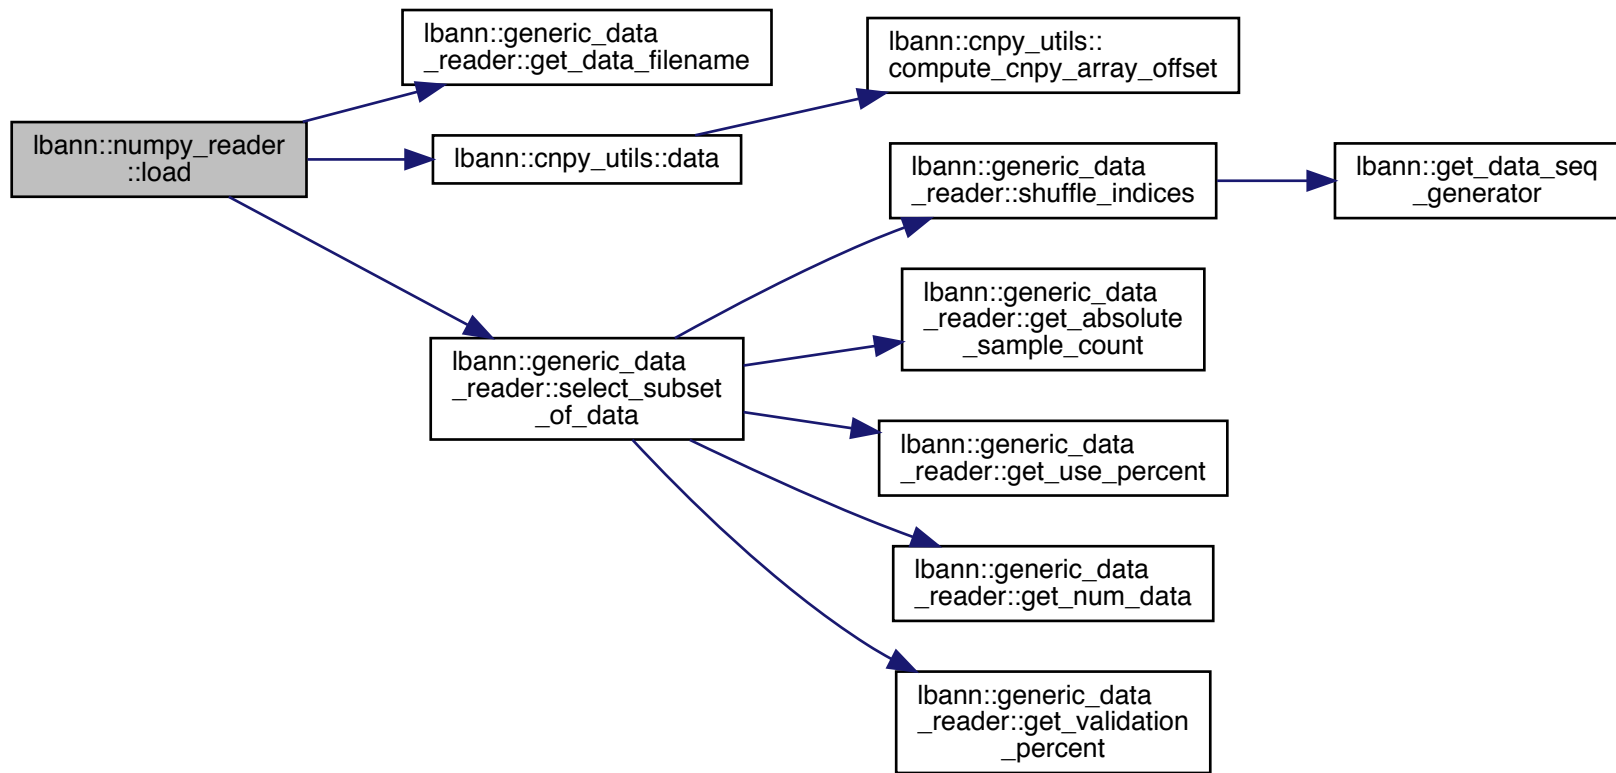 lbann::numpy_reader
::load
lbann::generic_data
_reader::get_data_filename
lbann::cnpy_utils::data
lbann::generic_data
_reader::select_subset
_of_data
lbann::cnpy_utils::
compute_cnpy_array_offset
lbann::generic_data
_reader::shuffle_indices
lbann::generic_data
_reader::get_absolute
_sample_count
lbann::generic_data
_reader::get_use_percent
lbann::generic_data
_reader::get_num_data
lbann::generic_data
_reader::get_validation
_percent
lbann::get_data_seq
_generator